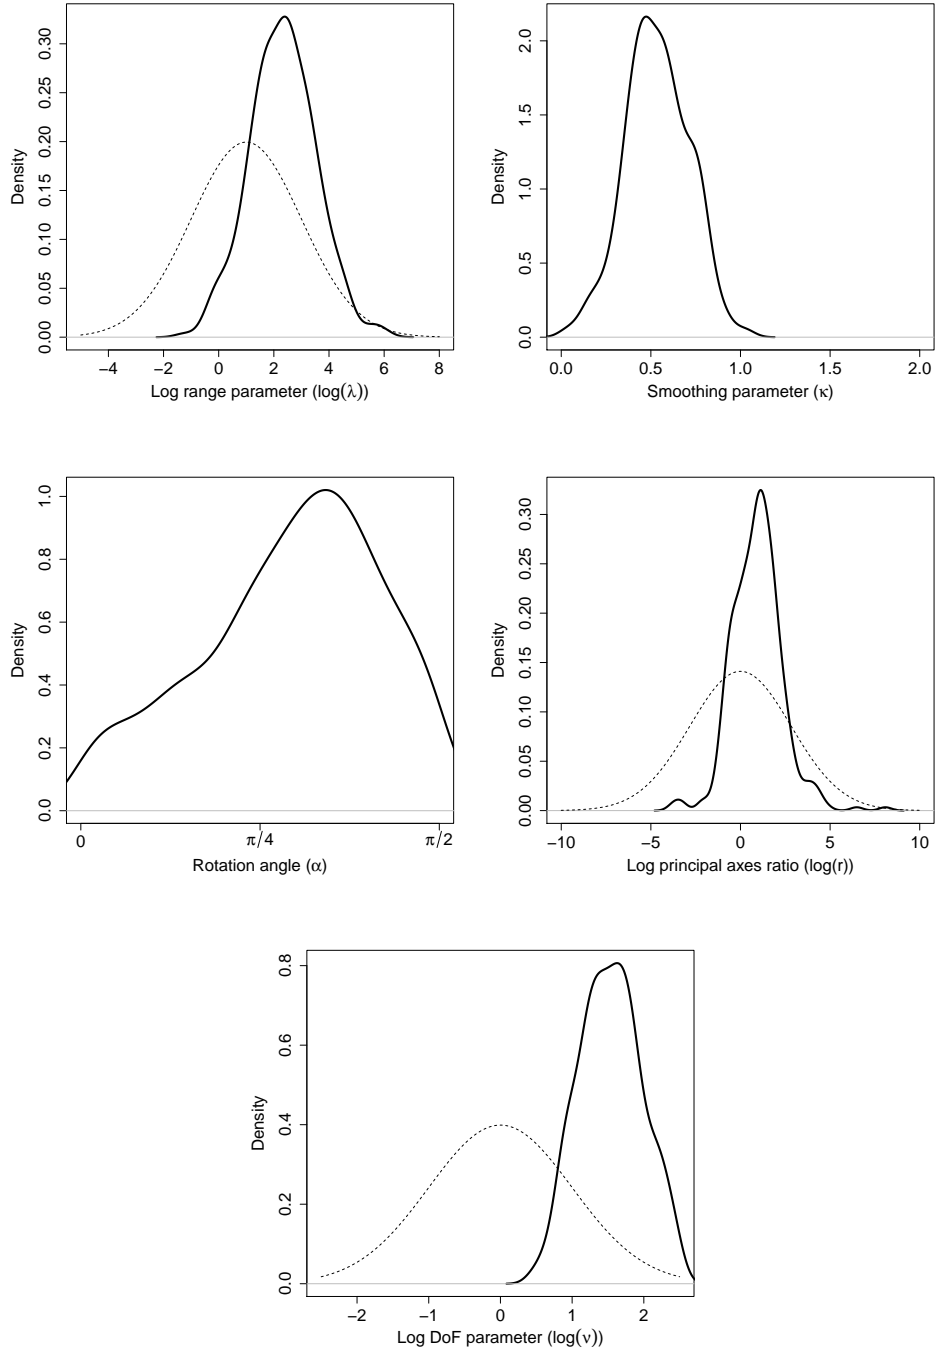 Density
0.00 0.05 0.10 0.15 0.20 0.25 0.30
−4 −2 0 2 4 6 8
Log range parameter (log(λ))
Density
0.0 0.5 1.0 1.5 2.0
0.0 0.5 1.0 1.5 2.0
Smoothing parameter (κ)
Density
0.0 0.2 0.4 0.6 0.8 1.0
0 π/4 π/2
Rotation angle (α)
Density
0.00 0.05 0.10 0.15 0.20 0.25 0.30
−10 −5 0 5 10
Log principal axes ratio (log(r))
Density
0.0 0.2 0.4 0.6 0.8
−2 −1 0 1 2
Log DoF parameter (log(ν))